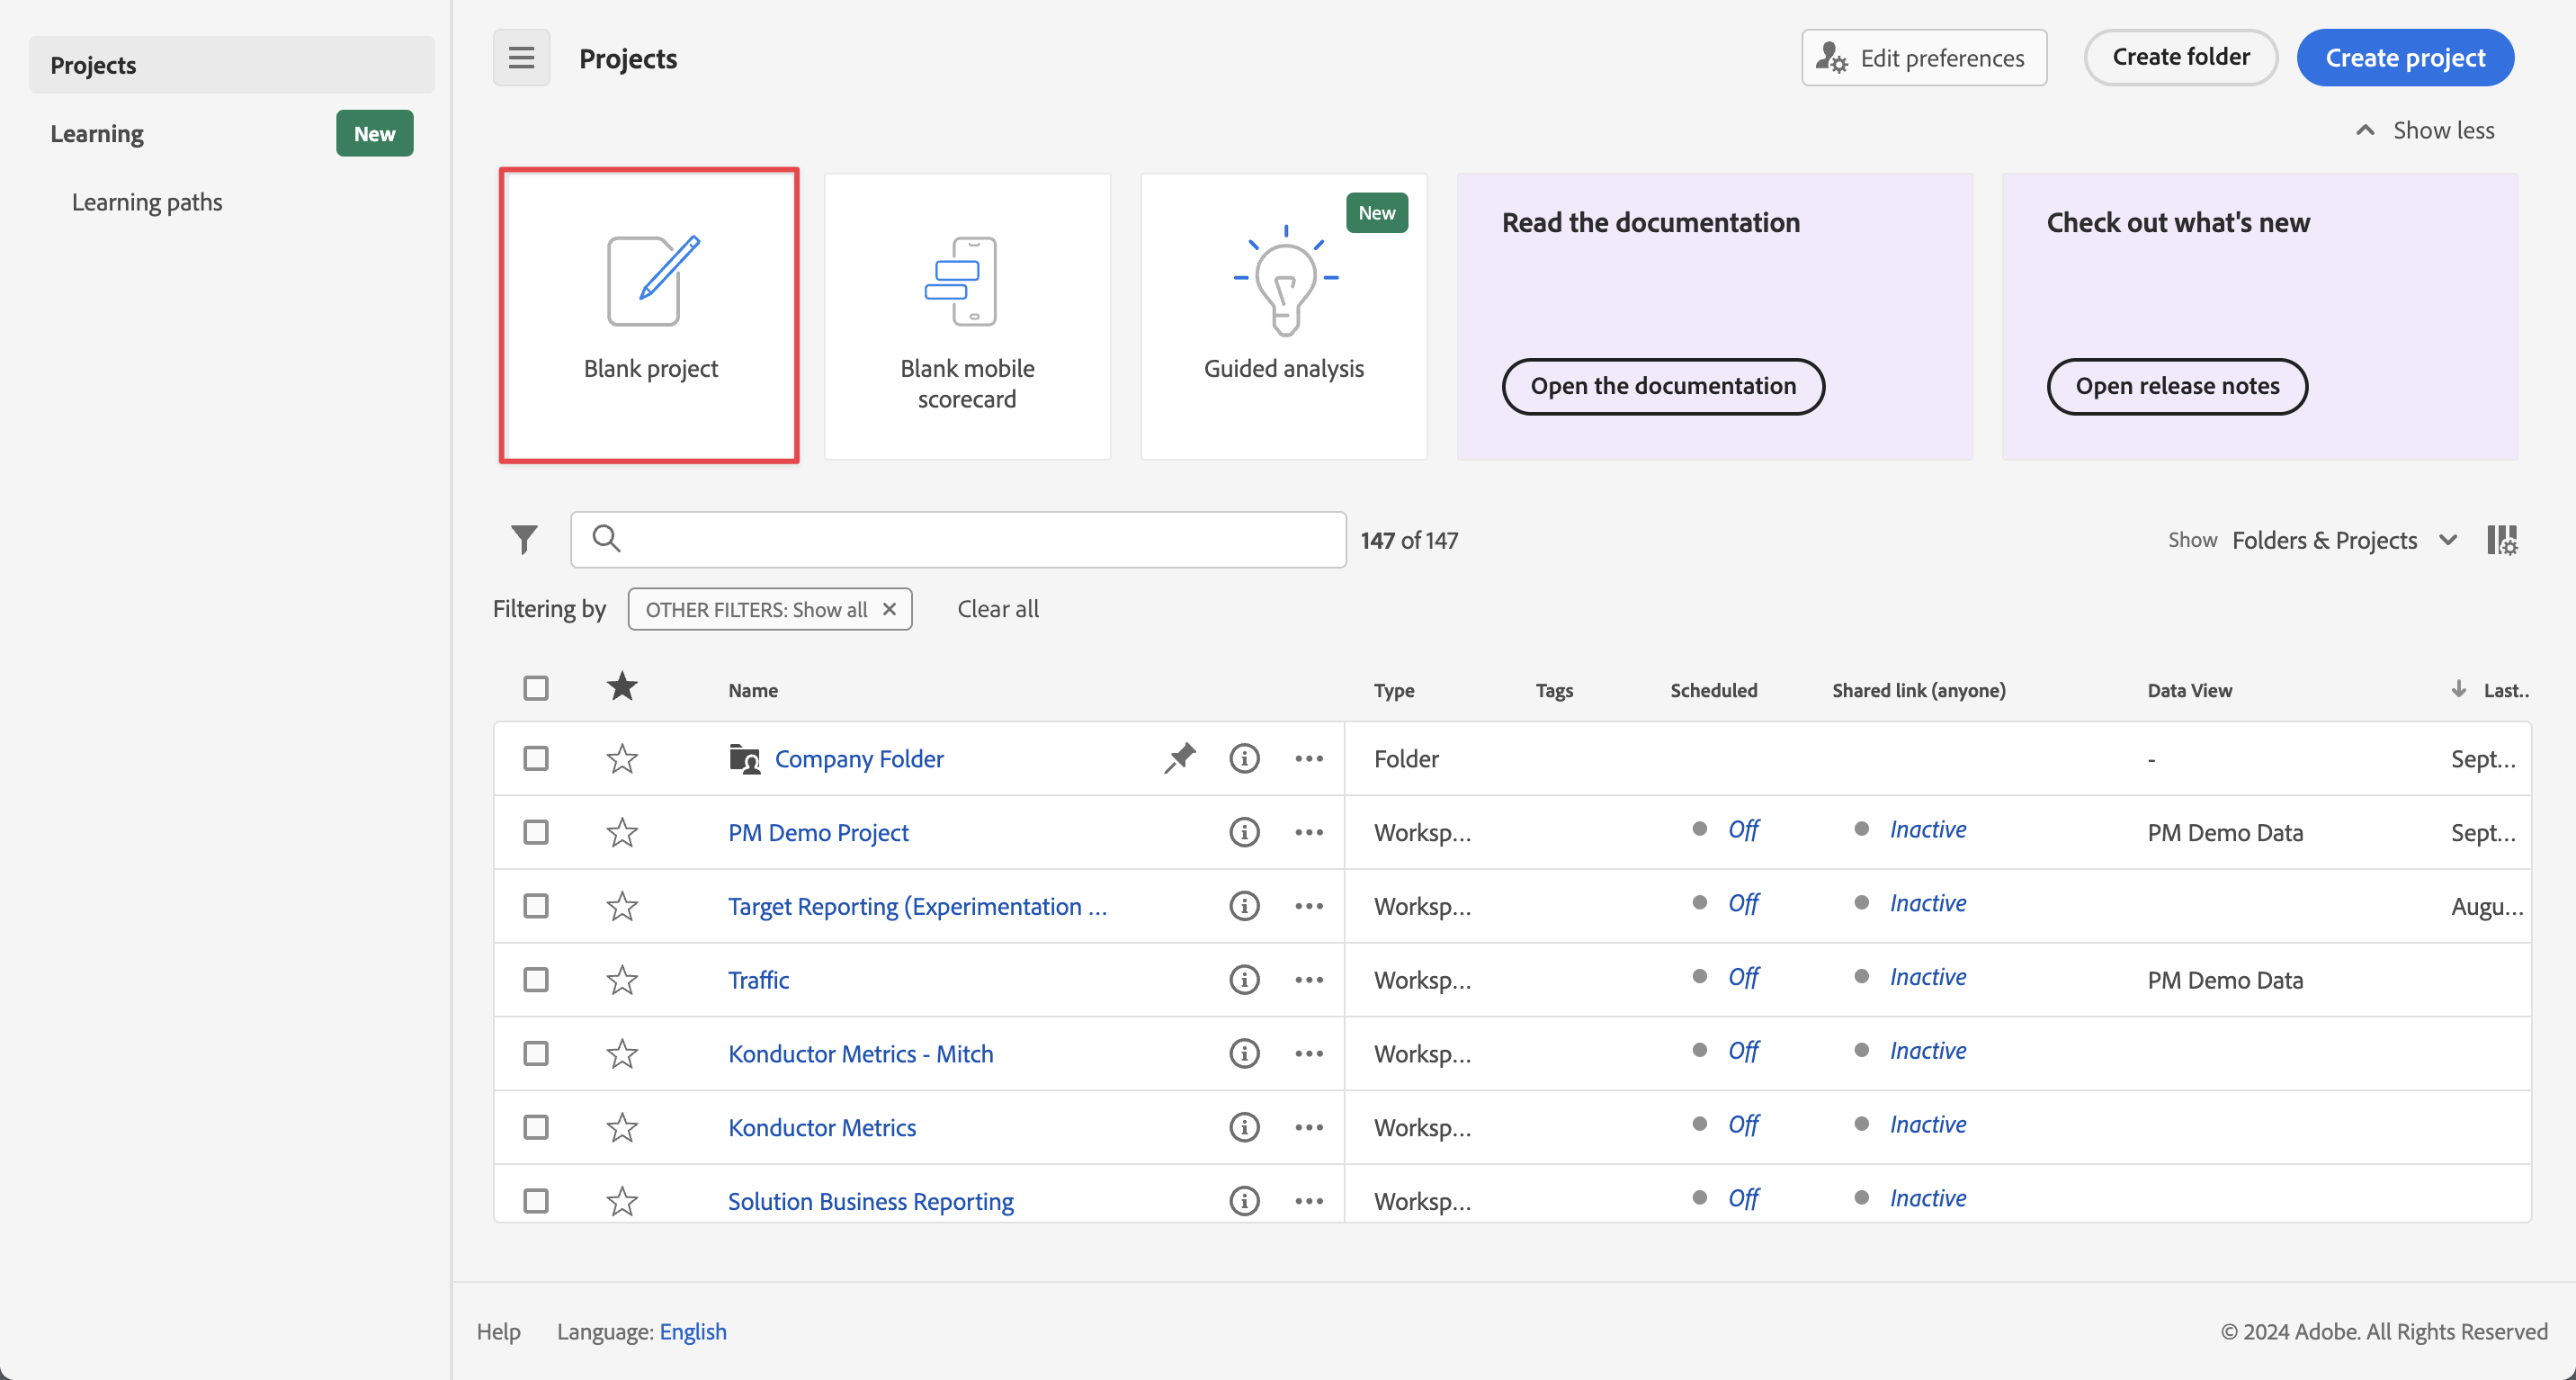 Projects
Learning New
Learning paths
Projects
Edit preferences
Create folder
Create project
Show less
Blank project
Blank mobile
scorecard
New
Guided analysis
Read the documentation
Open the documentation
Check out what's new
Open release notes
147 of 147
Show Folders & Projects
Filtering by OTHER FILTERS: Show all Clear all
Name Type Tags Scheduled Shared link (anyone) Data View Last..
Company Folder Folder - Sept...
PM Demo Project Worksp... Off Inactive PM Demo Data Sept...
Target Reporting (Experimentation ... Worksp... Off Inactive Augu...
Traffic Worksp... Off Inactive PM Demo Data
Konductor Metrics - Mitch Worksp... Off Inactive
Konductor Metrics Worksp... Off Inactive
Solution Business Reporting Worksp... Off Inactive
Help Language: English © 2024 Adobe. All Rights Reserved